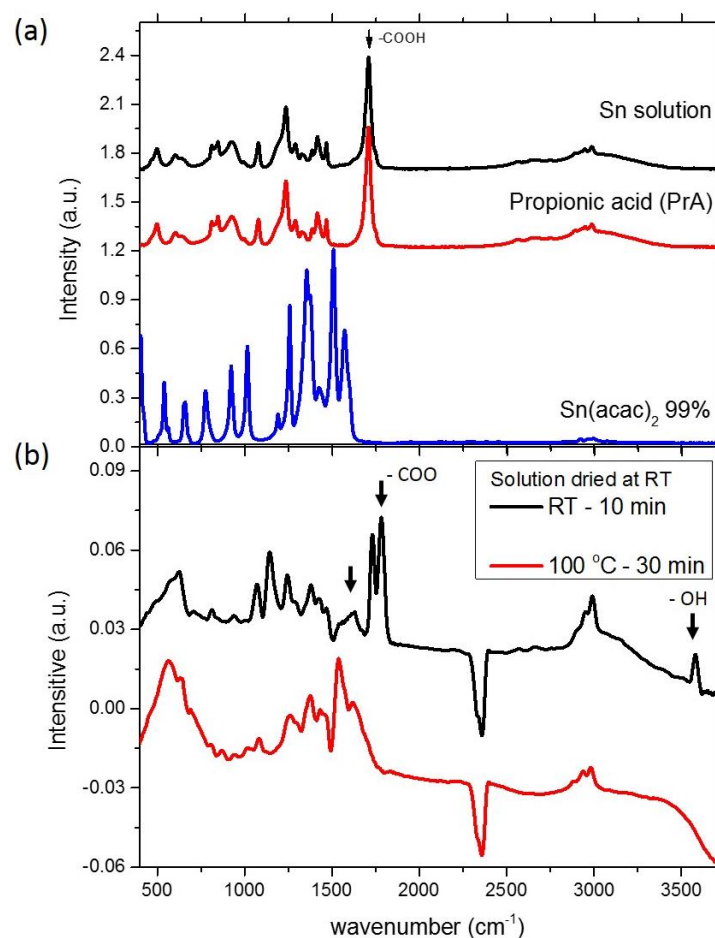 (a)
-COOH
2.4
2.1
1.8
1.5
1.2
0.9
0.6
0.3
0.0
Intensity (a.u.)
Sn solution
Propionic acid (PrA)
Sn(acac)₂ 99%
(b)
0.09
0.06
0.03
0.00
-0.03
-0.06
Intensitive (a.u.)
- COO
Solution dried at RT
RT - 10 min
100 °C - 30 min
- OH
500 1000 1500 2000 2500 3000 3500
wavenumber (cm⁻¹)